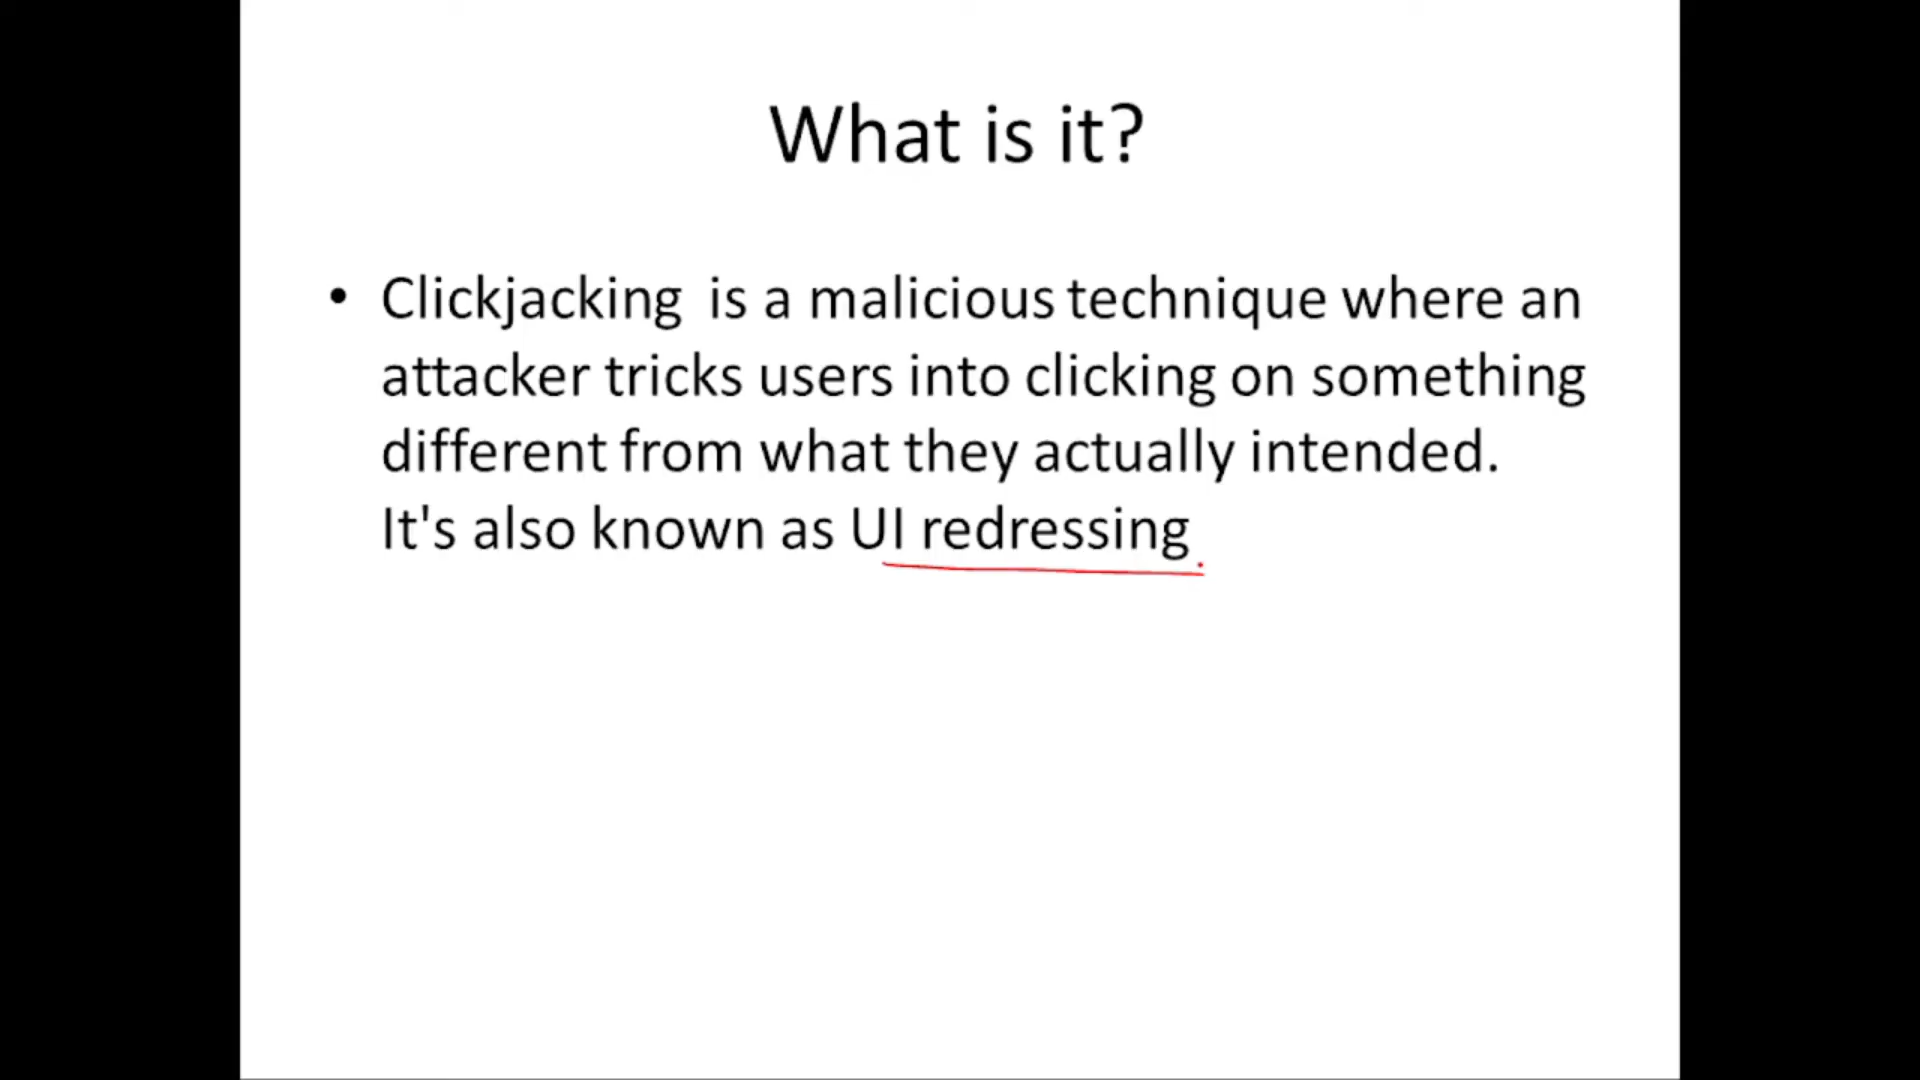 What is it?
• Clickjacking  is a malicious technique where an
attacker tricks users into clicking on something
different from what they actually intended.
It's also known as UI redressing